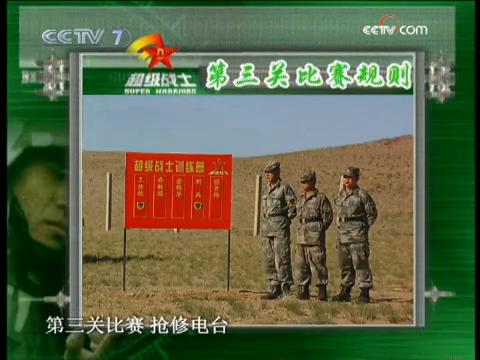 CCTV 7
CCTV.com
超级战士
SUPER WARRIORS
第三关比赛规则
超级战士训练营
第三关比赛 抢修电台